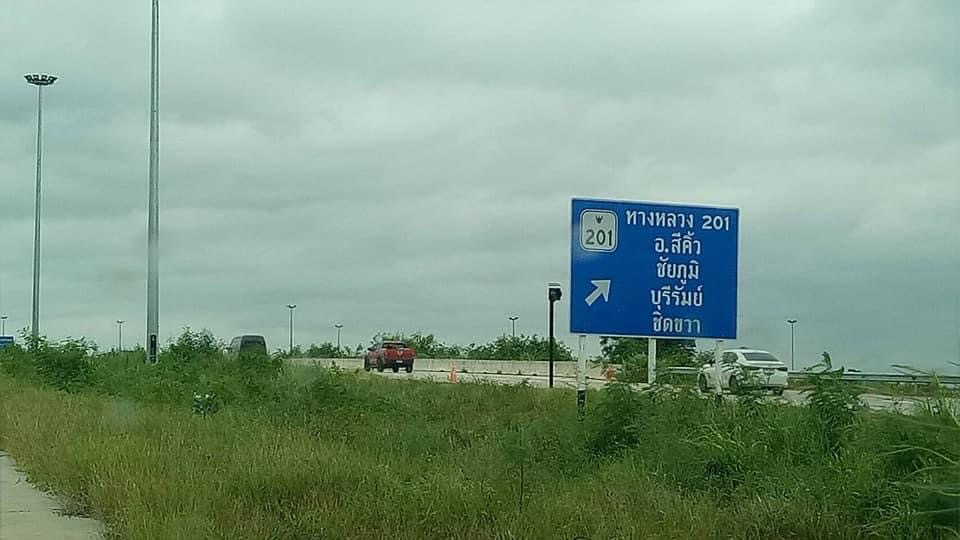 ทางหลวง 201
201
อ.สีคิ้ว
ชัยภูมิ
บุรีรัมย์
ชิดขวา